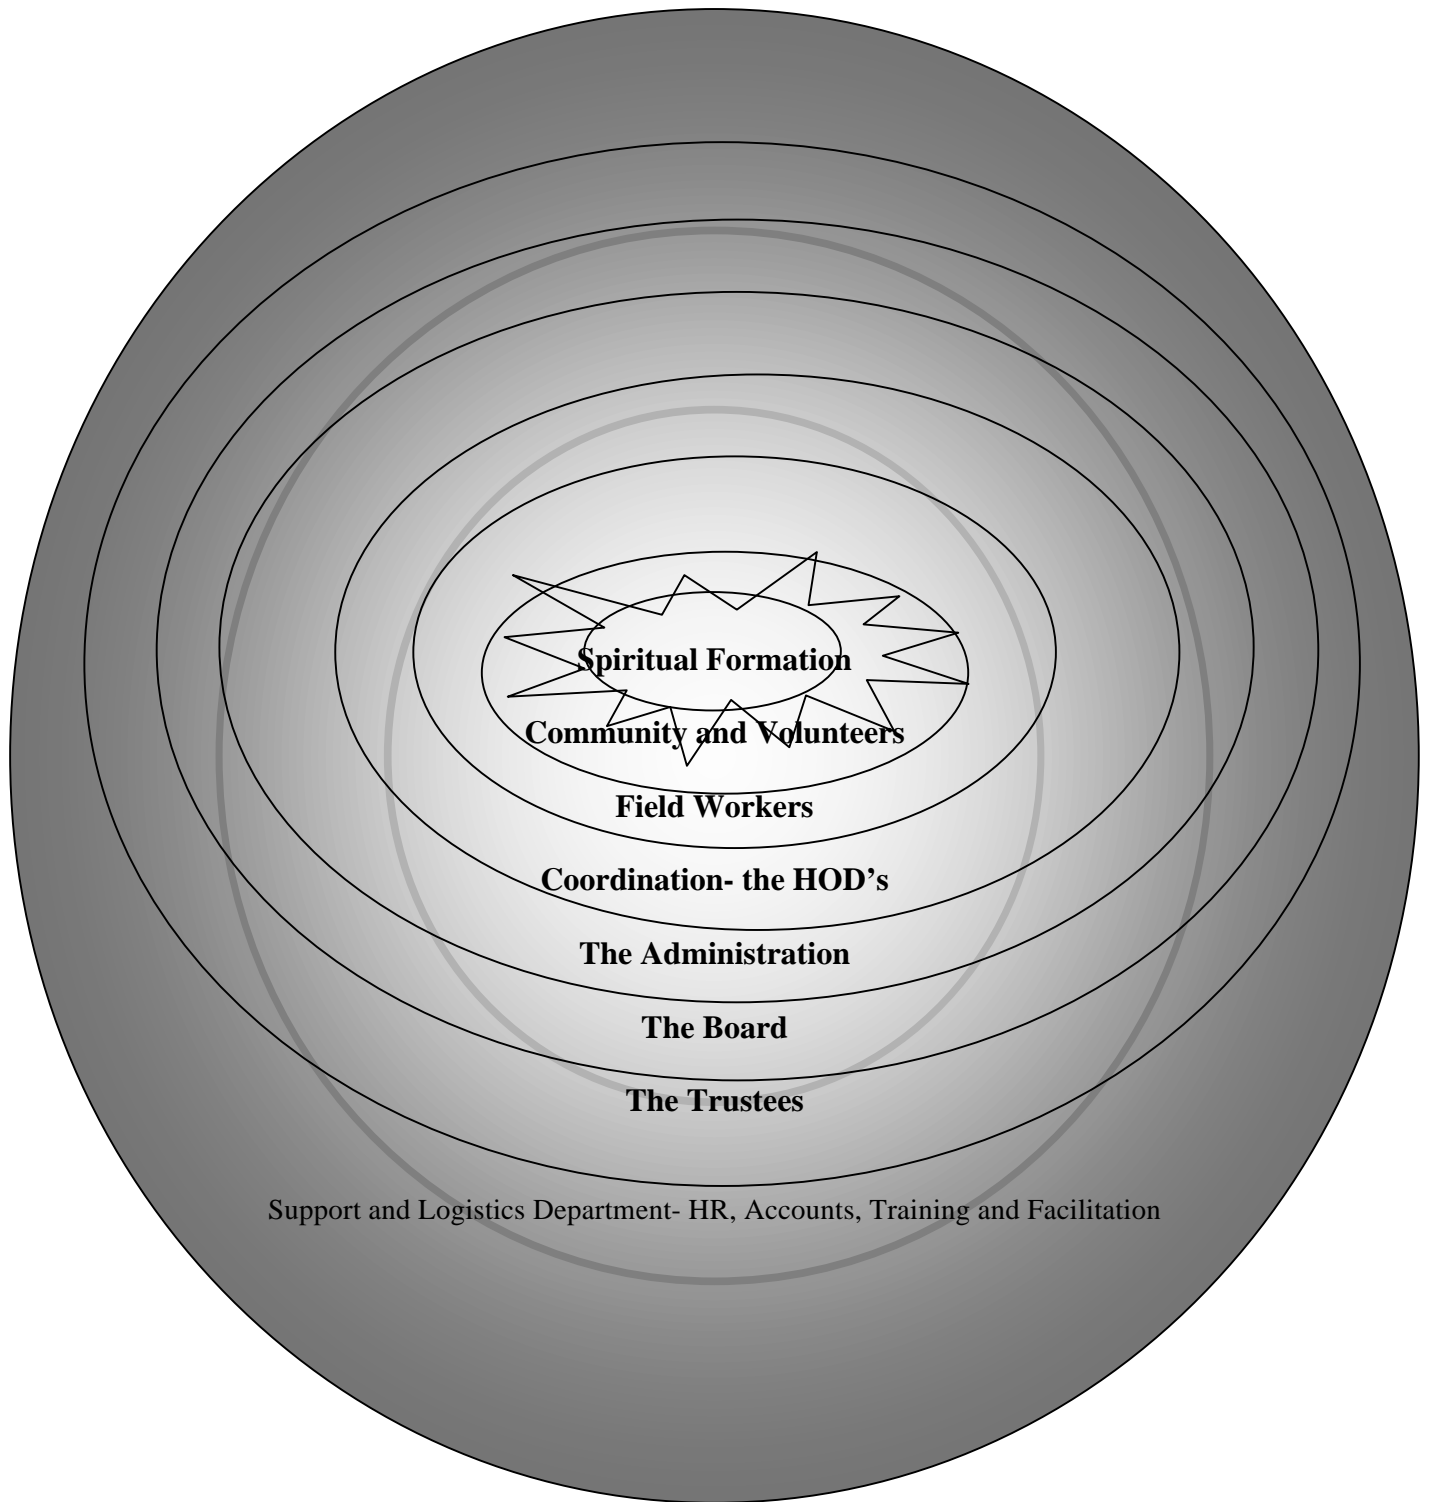 Spiritual Formation
Community and Volunteers
Field Workers
Coordination- the HOD’s
The Administration
The Board
The Trustees
Support and Logistics Department- HR, Accounts, Training and Facilitation